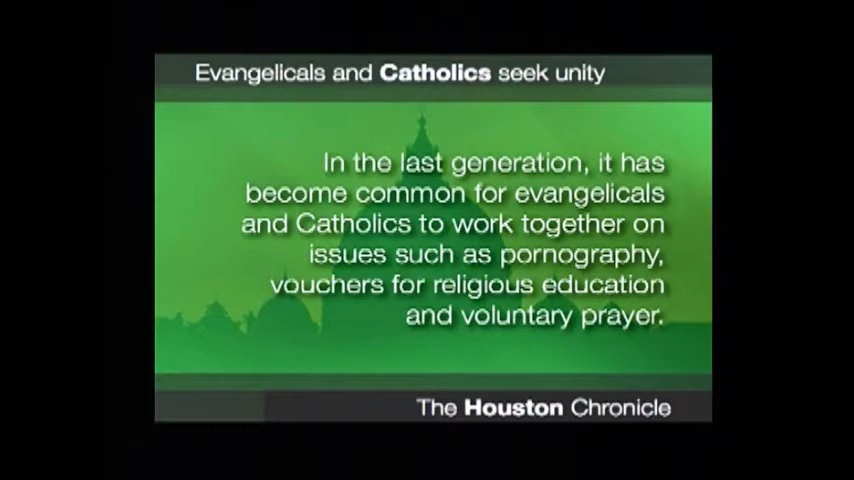 Evangelicals and Catholics seek unity
In the last generation, it has
become common for evangelicals
and Catholics to work together on
issues such as pornography,
vouchers for religious education
and voluntary prayer.
The Houston Chronicle